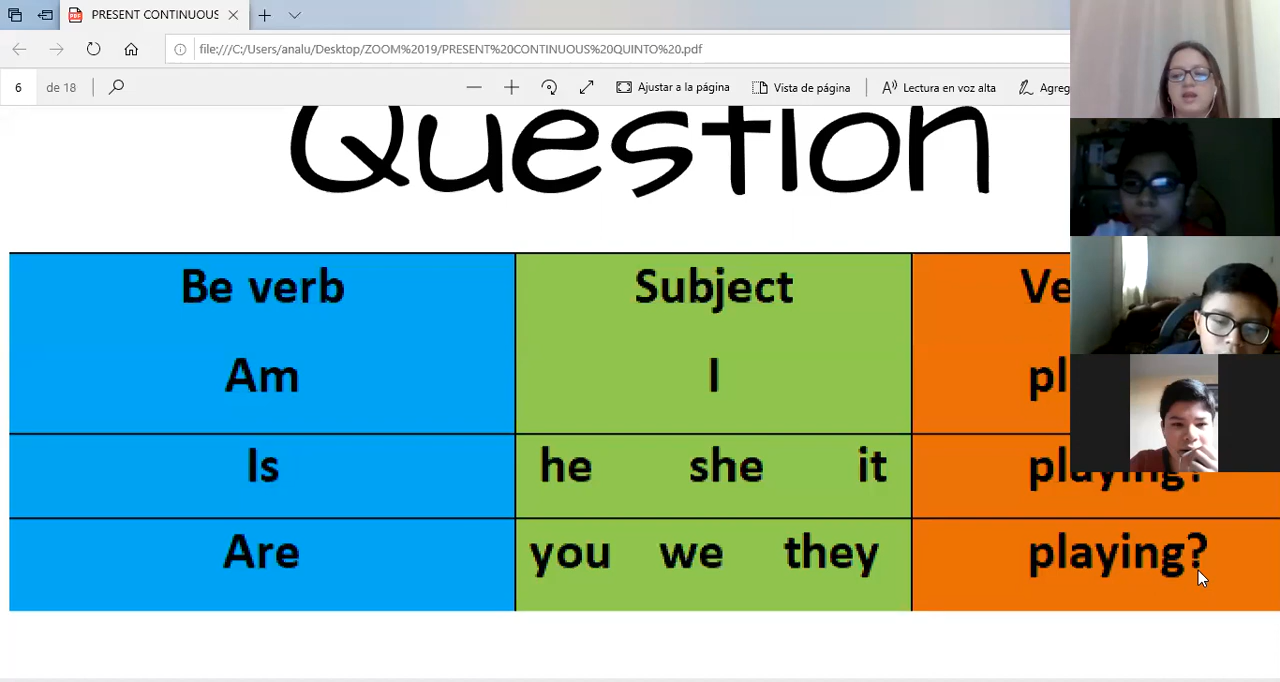 PRESENT CONTINUOUS
file:///C:/Users/analu/Desktop/ZOOM%2019/PRESENT%20CONTINUOUS%20QUINTO%20.pdf
6 de 18 Ajustar a la página Vista de página Lectura en voz alta
Question
Be verb Subject
Am I
Is he she it playing?
Are you we they playing?